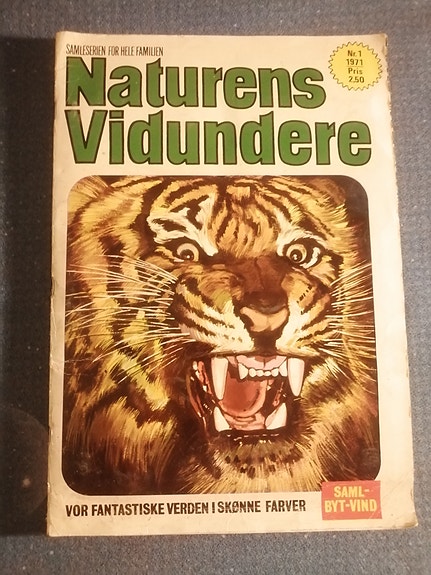 SAMLESERIEN FOR HELE FAMILIEN
Naturens
Vidundere
Nr. 1
1971
Pris
2.50
VOR FANTASTISKE VERDEN I SKØNNE FARVER
SAML-
BYT-VIND